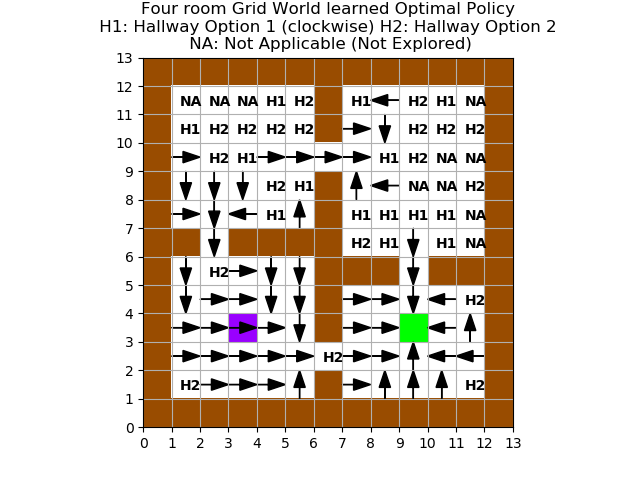 Four room Grid World learned Optimal Policy
H1: Hallway Option 1 (clockwise) H2: Hallway Option 2
NA: Not Applicable (Not Explored)
13
12
NA NA NA H1 H2 H1 H2 H1 NA
11
H1 H2 H2 H2 H2 H2 H2 H2
10
H2 H1 H1 H2 NA NA
9
H2 H1 NA NA H2
8
H1 H1 H1 H1 H1 NA
7
H2 H1 H1 NA
6
H2
5
H2
4
3
H2
2
H2 H2
1
0
0 1 2 3 4 5 6 7 8 9 10 11 12 13